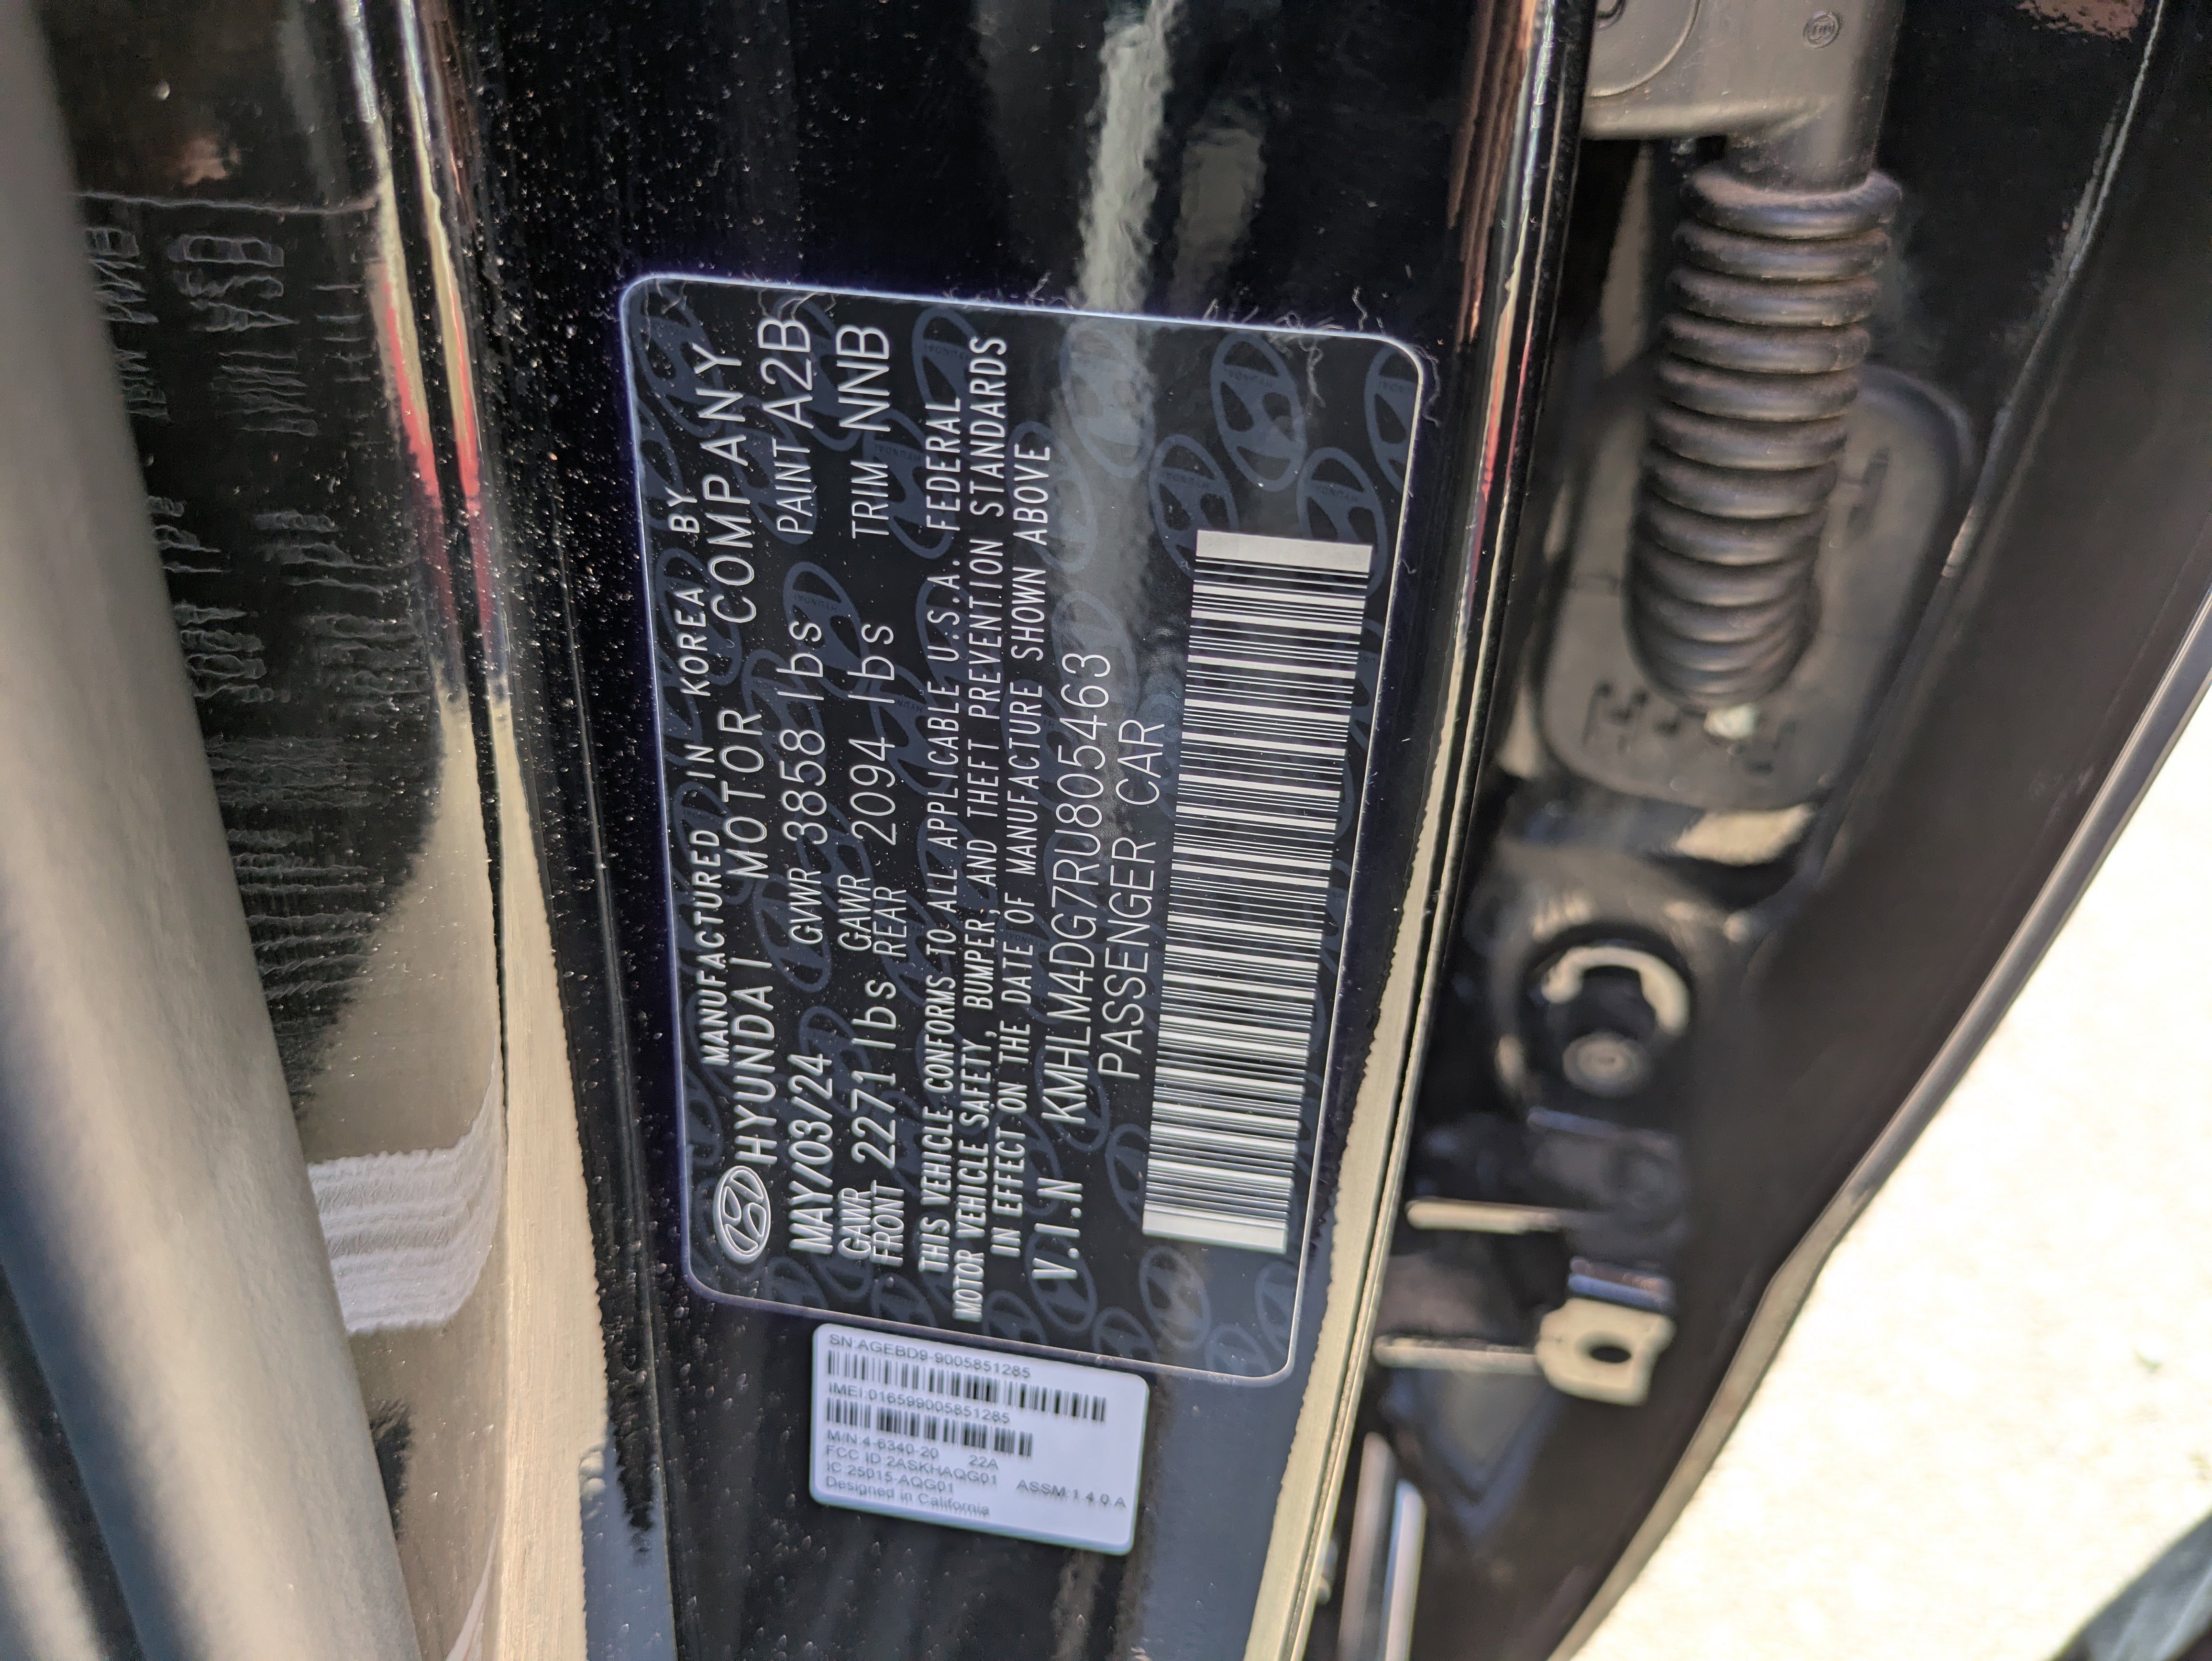 MANUFACTURED IN KOREA BY
HYUNDAI MOTOR COMPANY
MAY/03/24 GVWR 3858 lbs PAINT A2B
GAWR FRONT 2271 lbs GAWR REAR 2094 lbs TRIM NNB
THIS VEHICLE CONFORMS TO ALL APPLICABLE U.S.A. FEDERAL
MOTOR VEHICLE SAFETY, BUMPER, AND THEFT PREVENTION STANDARDS
IN EFFECT ON THE DATE OF MANUFACTURE SHOWN ABOVE
V.I.N KMHLM4DG7RU805463
PASSENGER CAR
SN:AGEBD9-9005851285
IMEI:016599005851285
M/N:4-6340-20 22A
FCC ID:2ASKHAQG01
IC:25015-AQG01 ASSM:1.4.0.A
Designed in California